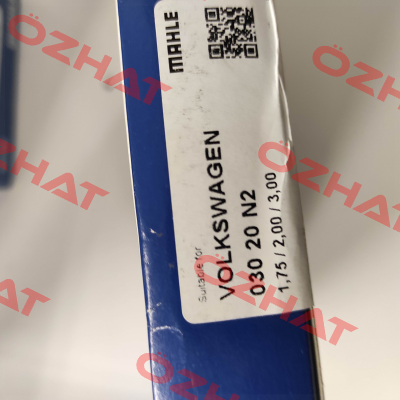 MAHLE
Suitable for
VOLKSWAGEN
030 20 N2
1,75 / 2,00 / 3,00
ÖZHAT
ÖZHAT
ÖZHAT
ÖZHAT
ÖZHAT
ÖZHAT
ÖZHAT